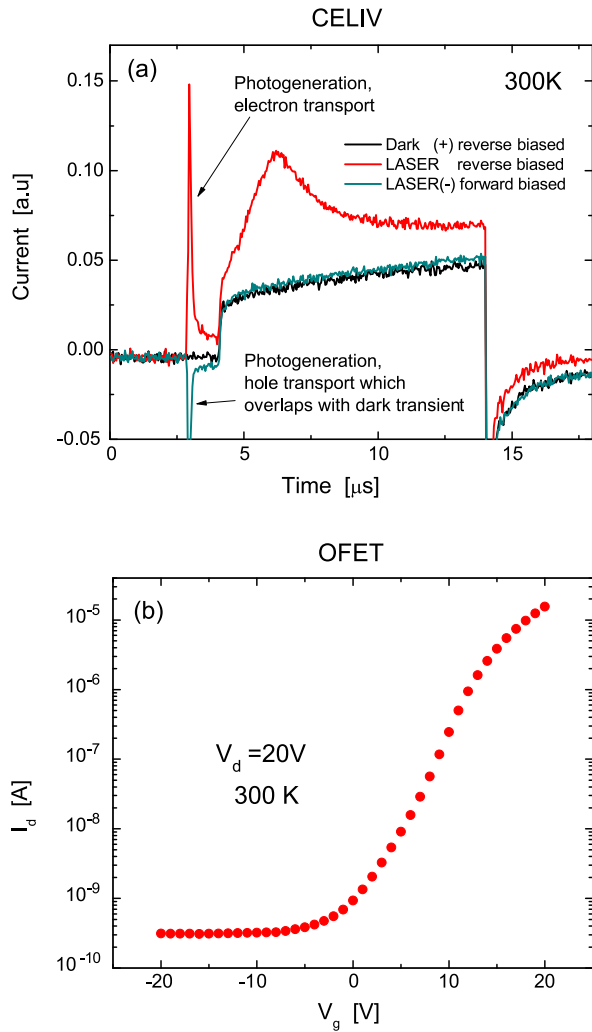 CELIV
(a)
300K
Photogeneration,
electron transport
Dark (+) reverse biased
LASER reverse biased
LASER(-) forward biased
Photogeneration,
hole transport which
overlaps with dark transient
Current [a.u]
0.15
0.10
0.05
0.00
-0.05
0 5 10 15
Time [μs]
OFET
(b)
V_d =20V
300 K
I_d [A]
10^-5
10^-6
10^-7
10^-8
10^-9
10^-10
-20 -10 0 10 20
V_g [V]